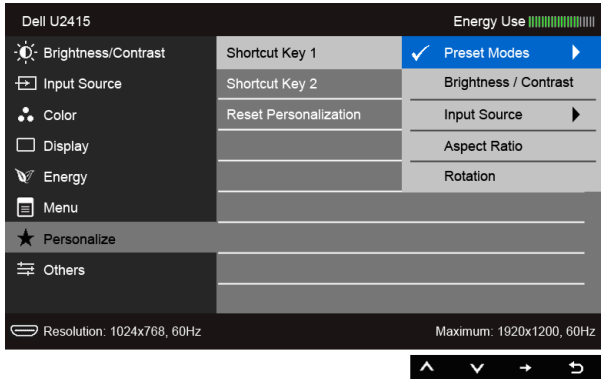 Dell U2415 Energy Use
Brightness/Contrast Shortcut Key 1 Preset Modes
Input Source Shortcut Key 2 Brightness / Contrast
Color Reset Personalization Input Source
Display Aspect Ratio
Energy Rotation
Menu
Personalize
Others
Resolution: 1024x768, 60Hz Maximum: 1920x1200, 60Hz